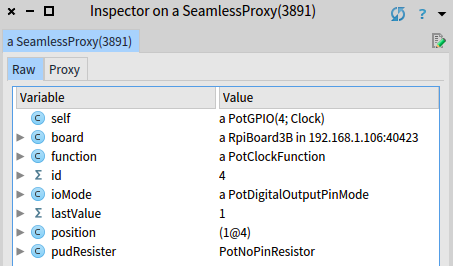 Inspector on a SeamlessProxy(3891)
a SeamlessProxy(3891)
Raw Proxy
Variable Value
self a PotGPIO(4; Clock)
board a RpiBoard3B in 192.168.1.106:40423
function a PotClockFunction
Σ id 4
ioMode a PotDigitalOutputPinMode
Σ lastValue 1
position (1@4)
pudResister PotNoPinResistor